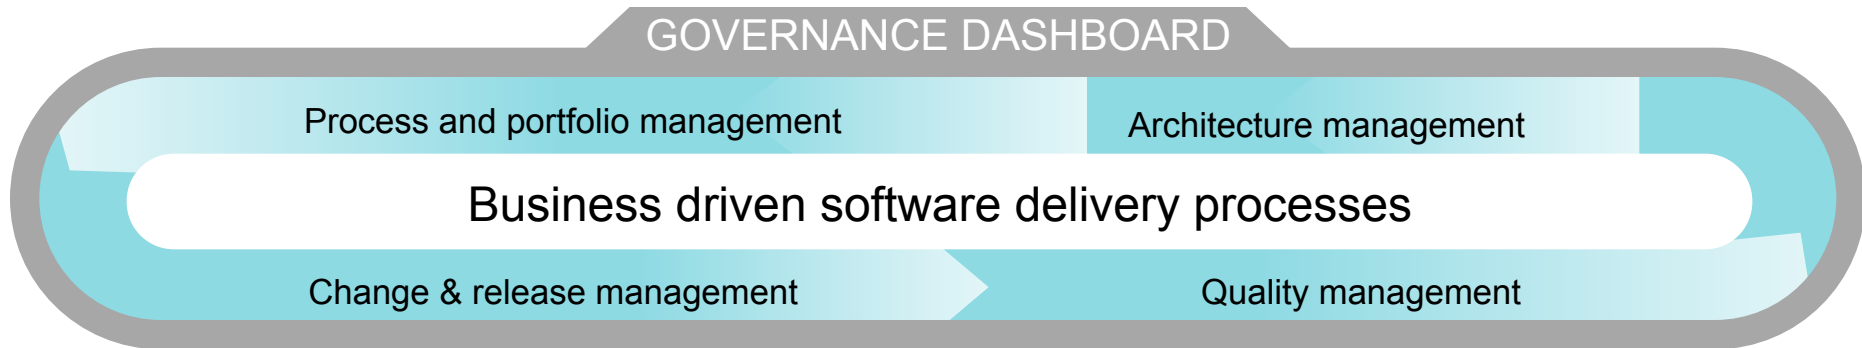 GOVERNANCE DASHBOARD
Process and portfolio management
Architecture management
Business driven software delivery processes
Change & release management
Quality management